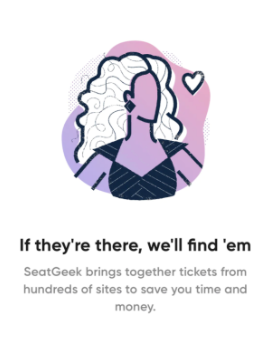 If they're there, we'll find 'em
SeatGeek brings together tickets from
hundreds of sites to save you time and
money.